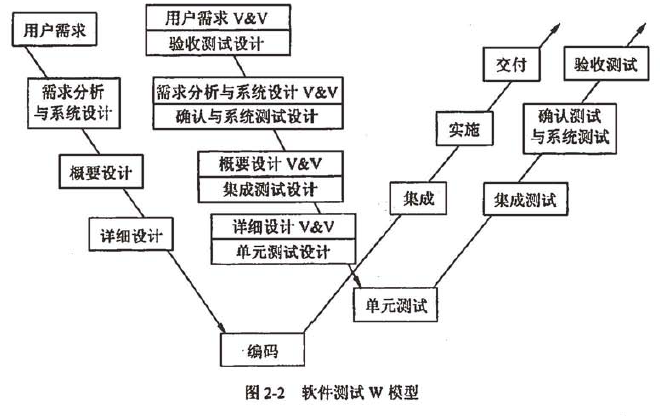 用户需求
用户需求 V&V
验收测试设计
交付
验收测试
需求分析
与系统设计
需求分析与系统设计 V&V
确认与系统测试设计
实施
确认测试
与系统测试
概要设计
概要设计 V&V
集成测试设计
集成
集成测试
详细设计
详细设计 V&V
单元测试设计
单元测试
编码
图 2-2 软件测试 W 模型